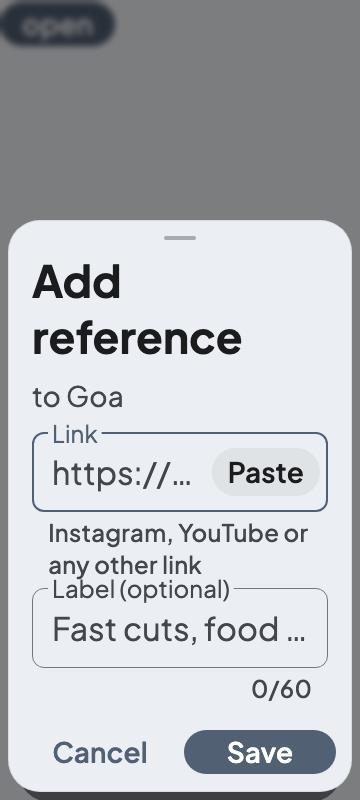 open
Add
reference
to Goa
Link
https://... Paste
Instagram, YouTube or
any other link
Label (optional)
Fast cuts, food ...
0/60
Cancel Save